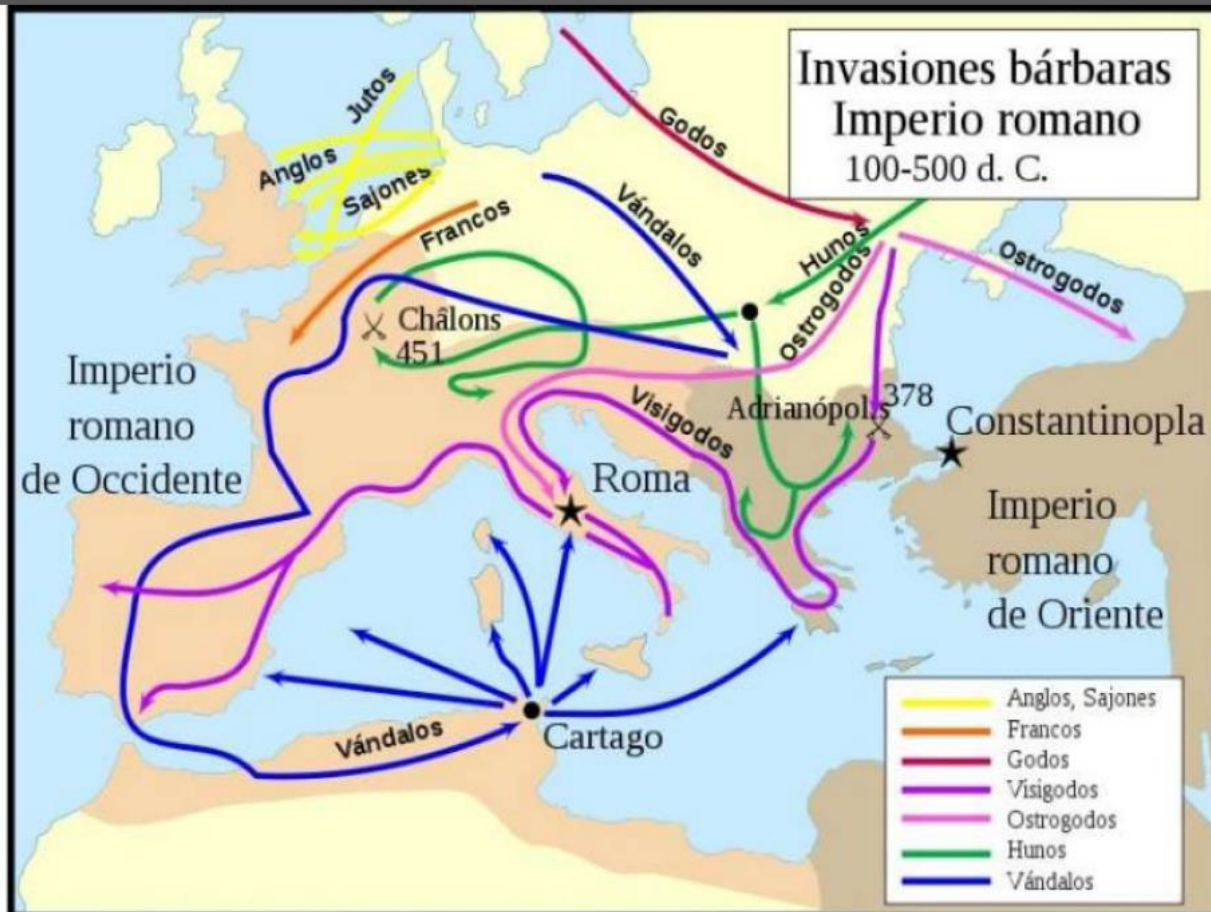 Invasiones bárbaras
Imperio romano
100-500 d. C.
Jutos
Anglos
Sajones
Francos
Godos
Vándalos
Hunos
Ostrogodos
Ostrogodos
Châlons
451
Imperio
romano
de Occidente
Visigodos
Adrianópolis
378
Constantinopla
Roma
Imperio
romano
de Oriente
Vándalos
Cartago
Anglos, Sajones
Francos
Godos
Visigodos
Ostrogodos
Hunos
Vándalos